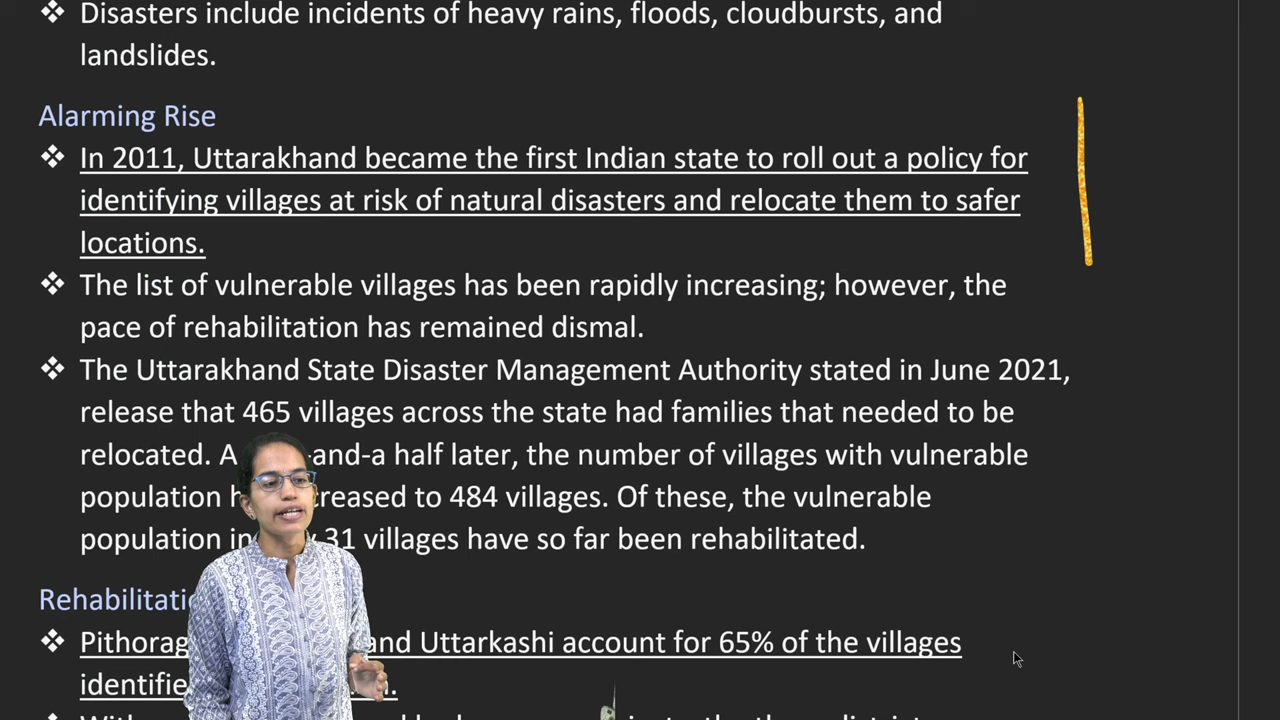 ❖ Disasters include incidents of heavy rains, floods, cloudbursts, and
landslides.
Alarming Rise
❖ In 2011, Uttarakhand became the first Indian state to roll out a policy for
identifying villages at risk of natural disasters and relocate them to safer
locations.
❖ The list of vulnerable villages has been rapidly increasing; however, the
pace of rehabilitation has remained dismal.
❖ The Uttarakhand State Disaster Management Authority stated in June 2021,
release that 465 villages across the state had families that needed to be
relocated. A -and-a half later, the number of villages with vulnerable
population to 484 villages. Of these, the vulnerable
population 31 villages have so far been rehabilitated.
❖ and Uttarkashi account for 65% of the villages